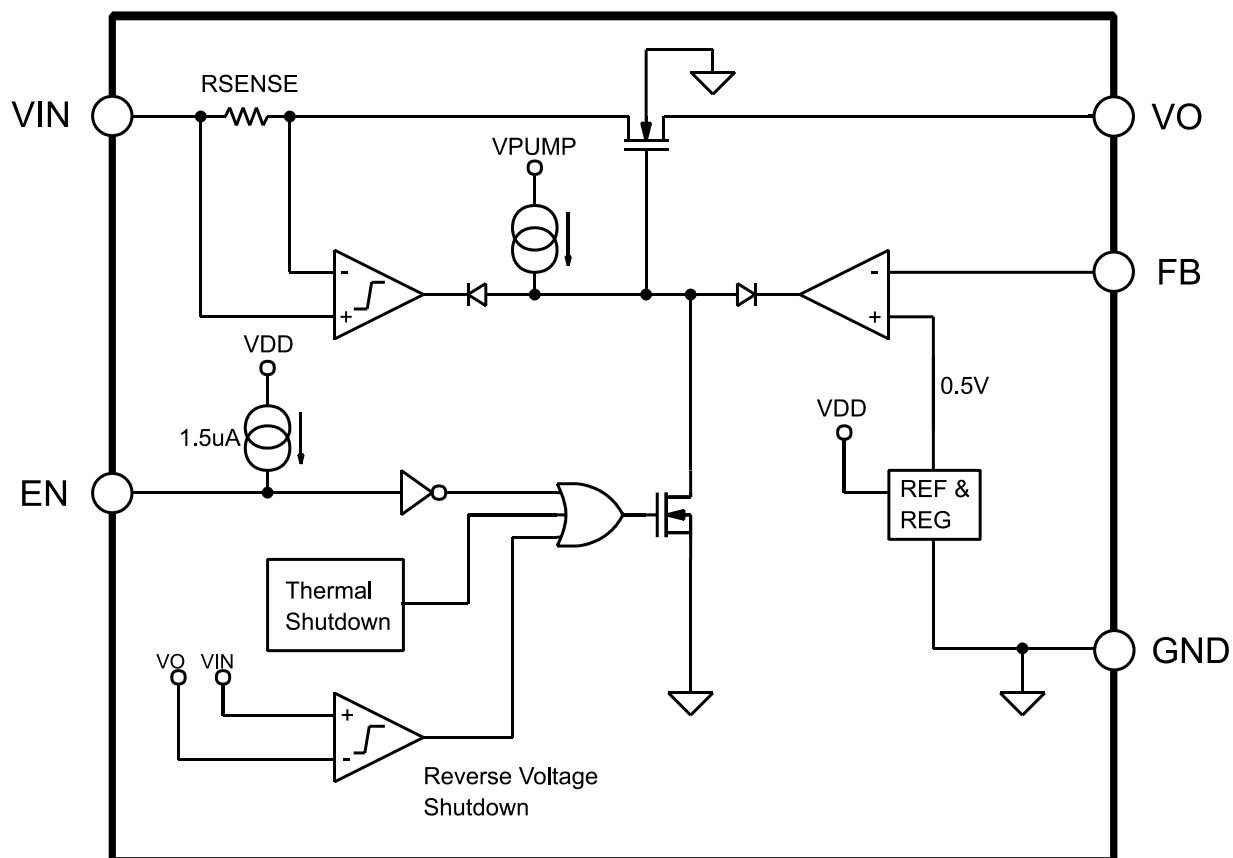 RSENSE
VIN
VO
VPUMP
-
+
-
+
FB
VDD
1.5uA
0.5V
VDD
EN
REF &
REG
Thermal
Shutdown
GND
VO
VIN
+
-
Reverse Voltage
Shutdown